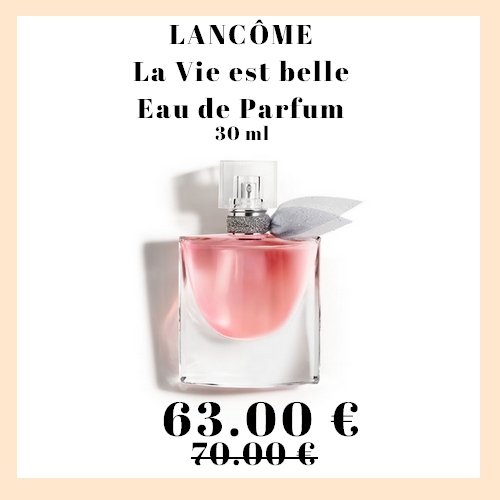 LANCÔME
La Vie est belle
Eau de Parfum
30 ml
63.00 €
70.00 €